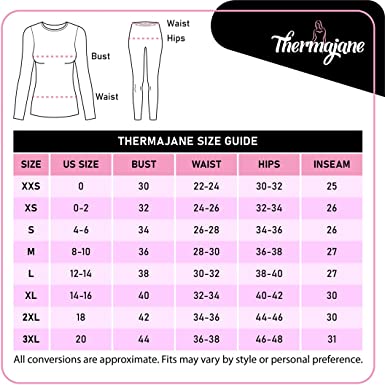 Waist
Hips
Bust
Waist
Thermajane
THERMAJANE SIZE GUIDE
SIZE US SIZE BUST WAIST HIPS INSEAM
XXS 0 30 22-24 30-32 25
XS 0-2 32 24-26 32-34 26
S 4-6 34 26-28 34-36 26
M 8-10 36 28-30 36-38 27
L 12-14 38 30-32 38-40 27
XL 14-16 40 32-34 40-42 30
2XL 18 42 34-36 44-46 30
3XL 20 44 36-38 46-48 31
All conversions are approximate. Fits may vary by style or personal preference.